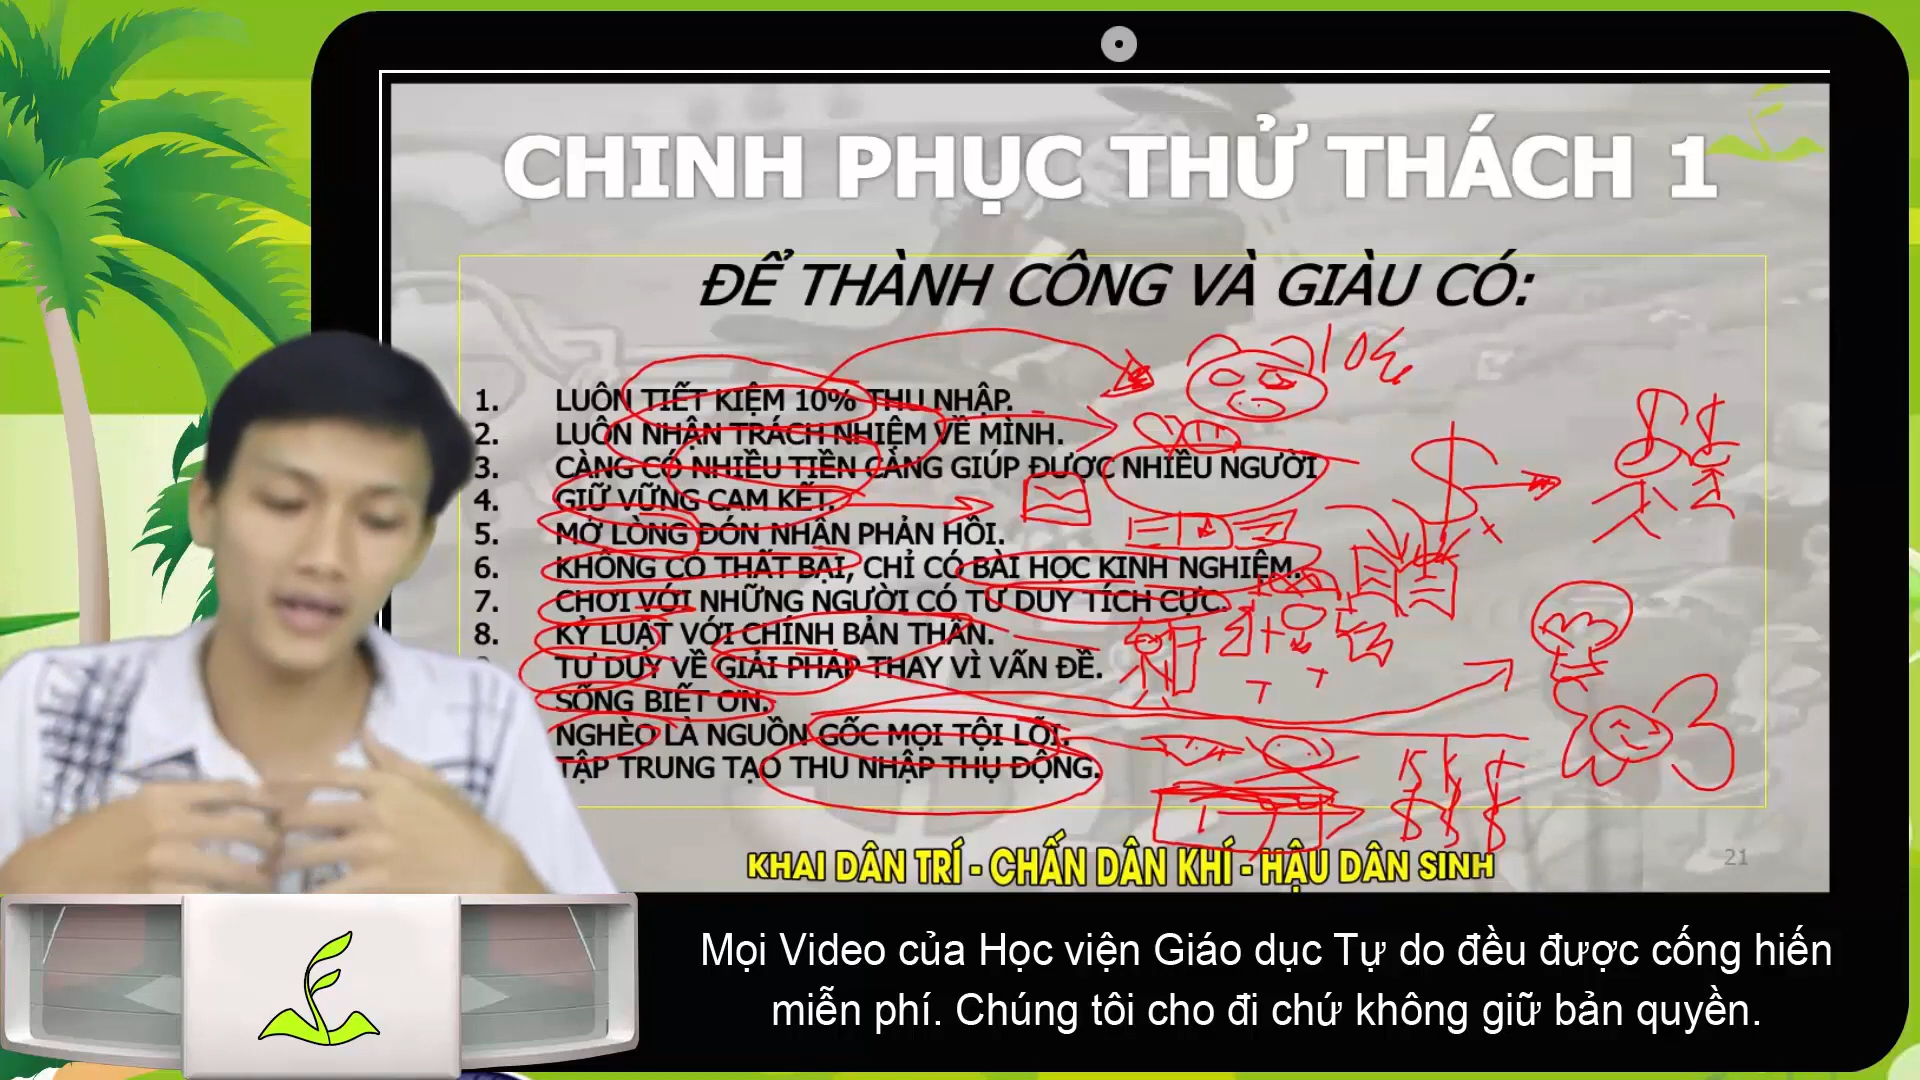 CHINH PHỤC THỬ THÁCH 1
ĐỂ THÀNH CÔNG VÀ GIÀU CÓ:
10%
1. LUÔN TIẾT KIỆM 10% THU NHẬP.
2. LUÔN NHẬN TRÁCH NHIỆM VỀ MÌNH.
3. CÀNG CÓ NHIỀU TIỀN CÀNG GIÚP ĐƯỢC NHIỀU NGƯỜI
4. GIỮ VỮNG CAM KẾT.
5. MỞ LÒNG ĐÓN NHẬN PHẢN HỒI.
6. KHÔNG CÓ THẤT BẠI, CHỈ CÓ BÀI HỌC KINH NGHIỆM.
7. CHƠI VỚI NHỮNG NGƯỜI CÓ TƯ DUY TÍCH CỰC.
8. KỶ LUẬT VỚI CHÍNH BẢN THÂN.
TƯ DUY VỀ GIẢI PHÁP THAY VÌ VẤN ĐỀ.
SỐNG BIẾT ƠN.
NGHÈO LÀ NGUỒN GỐC MỌI TỘI LỖI.
TẬP TRUNG TẠO THU NHẬP THỤ ĐỘNG.
KHAI DÂN TRÍ - CHẤN DÂN KHÍ - HẬU DÂN SINH
21
Mọi Video của Học viện Giáo dục Tự do đều được cống hiến
miễn phí. Chúng tôi cho đi chứ không giữ bản quyền.